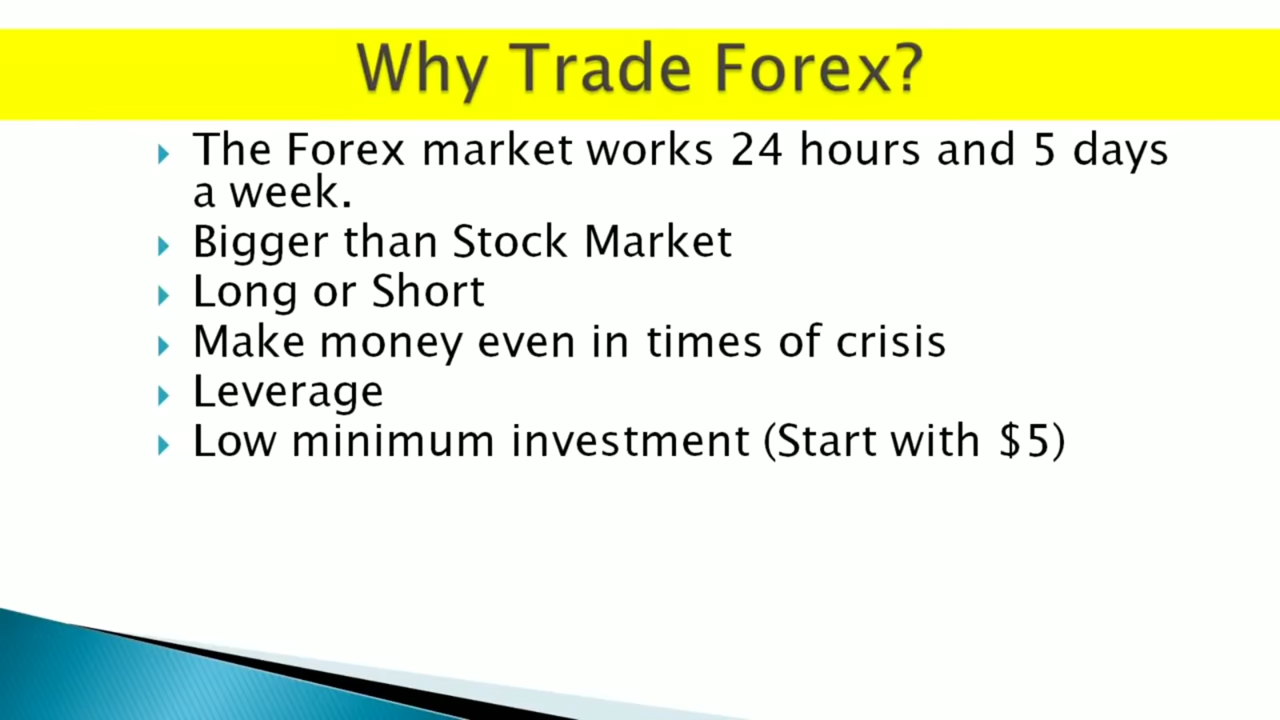 Why Trade Forex?
The Forex market works 24 hours and 5 days
a week.
Bigger than Stock Market
Long or Short
Make money even in times of crisis
Leverage
Low minimum investment (Start with $5)